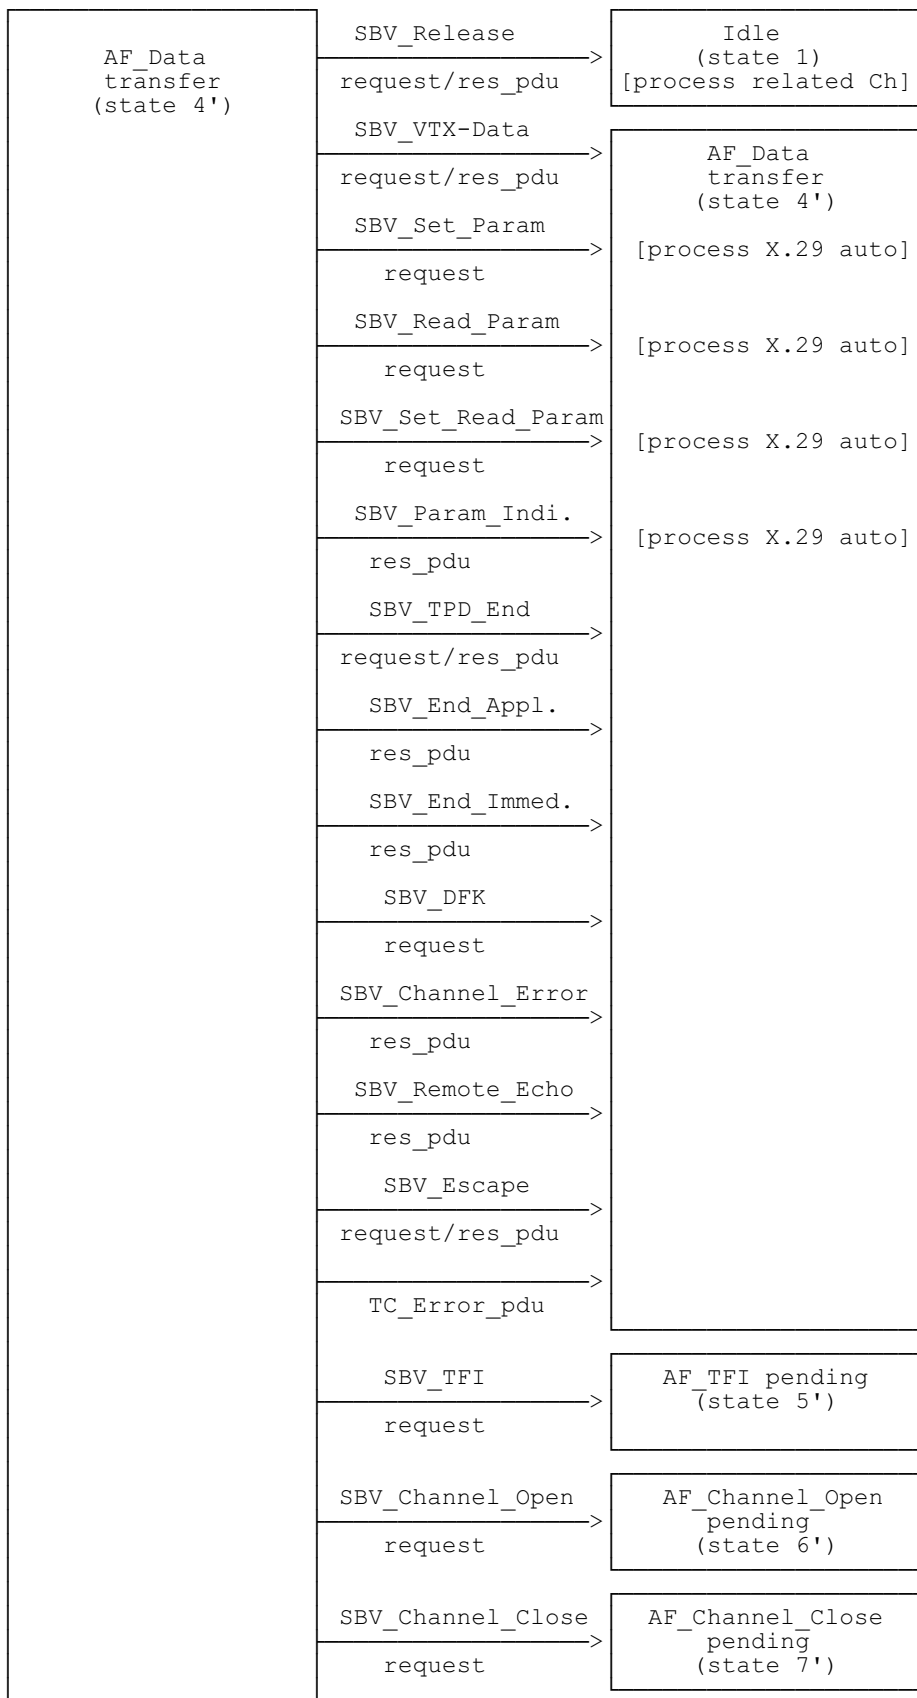 SBV_Release Idle
AF_Data (state 1)
transfer request/res_pdu [process related Ch]
(state 4')
SBV_VTX-Data
AF_Data
request/res_pdu transfer
(state 4')
SBV_Set_Param
[process X.29 auto]
request
SBV_Read_Param
[process X.29 auto]
request
SBV_Set_Read_Param
[process X.29 auto]
request
SBV_Param_Indi.
[process X.29 auto]
res_pdu
SBV_TPD_End
request/res_pdu
SBV_End_Appl.
res_pdu
SBV_End_Immed.
res_pdu
SBV_DFK
request
SBV_Channel_Error
res_pdu
SBV_Remote_Echo
res_pdu
SBV_Escape
request/res_pdu
TC_Error_pdu
SBV_TFI AF_TFI pending
(state 5')
request
SBV_Channel_Open AF_Channel_Open
pending
request (state 6')
SBV_Channel_Close AF_Channel_Close
pending
request (state 7')